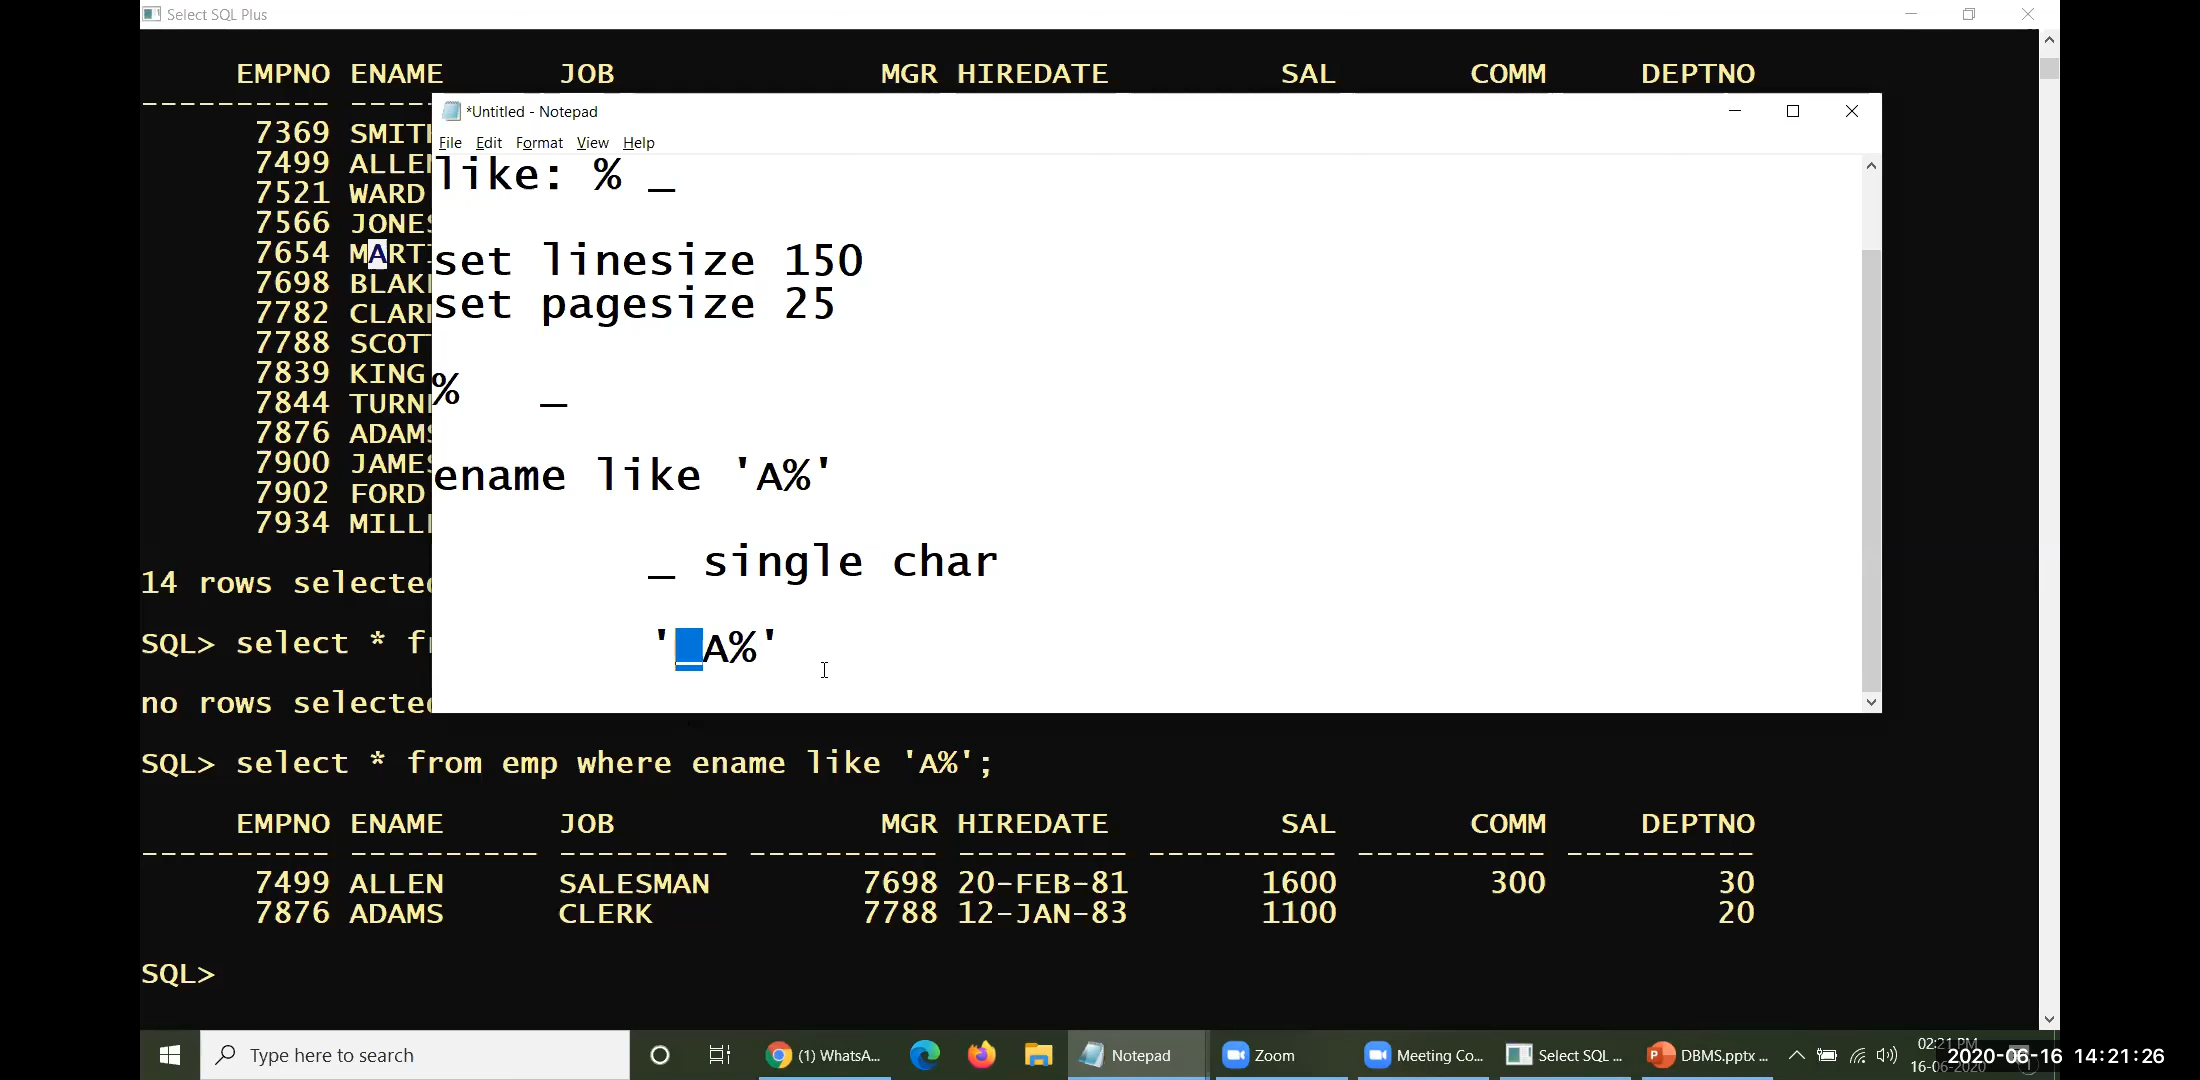 Select SQL Plus
EMPNO ENAME JOB MGR HIREDATE SAL COMM DEPTNO
---------- ----
7369 SMITH
7499 ALLEN
7521 WARD
7566 JONES
7654 MARTI
7698 BLAK
7782 CLAR
7788 SCOT
7839 KING
7844 TURN
7876 ADAMS
7900 JAMES
7902 FORD
7934 MILL
14 rows selected
SQL> select * fr
no rows selected
*Untitled - Notepad
File Edit Format View Help
like: % _
set linesize 150
set pagesize 25
% _
ename like 'A%'
_ single char
'_A%'
SQL> select * from emp where ename like 'A%';
EMPNO ENAME JOB MGR HIREDATE SAL COMM DEPTNO
---------- ---------- --------- ---------- --------- ---------- ---------- ----------
7499 ALLEN SALESMAN 7698 20-FEB-81 1600 300 30
7876 ADAMS CLERK 7788 12-JAN-83 1100 20
SQL>
Type here to search
(1) WhatsA...
Notepad
Zoom
Meeting Co...
Select SQL ...
DBMS.pptx ...
02:21 PM
16-06-2020
2020-06-16 14:21:26